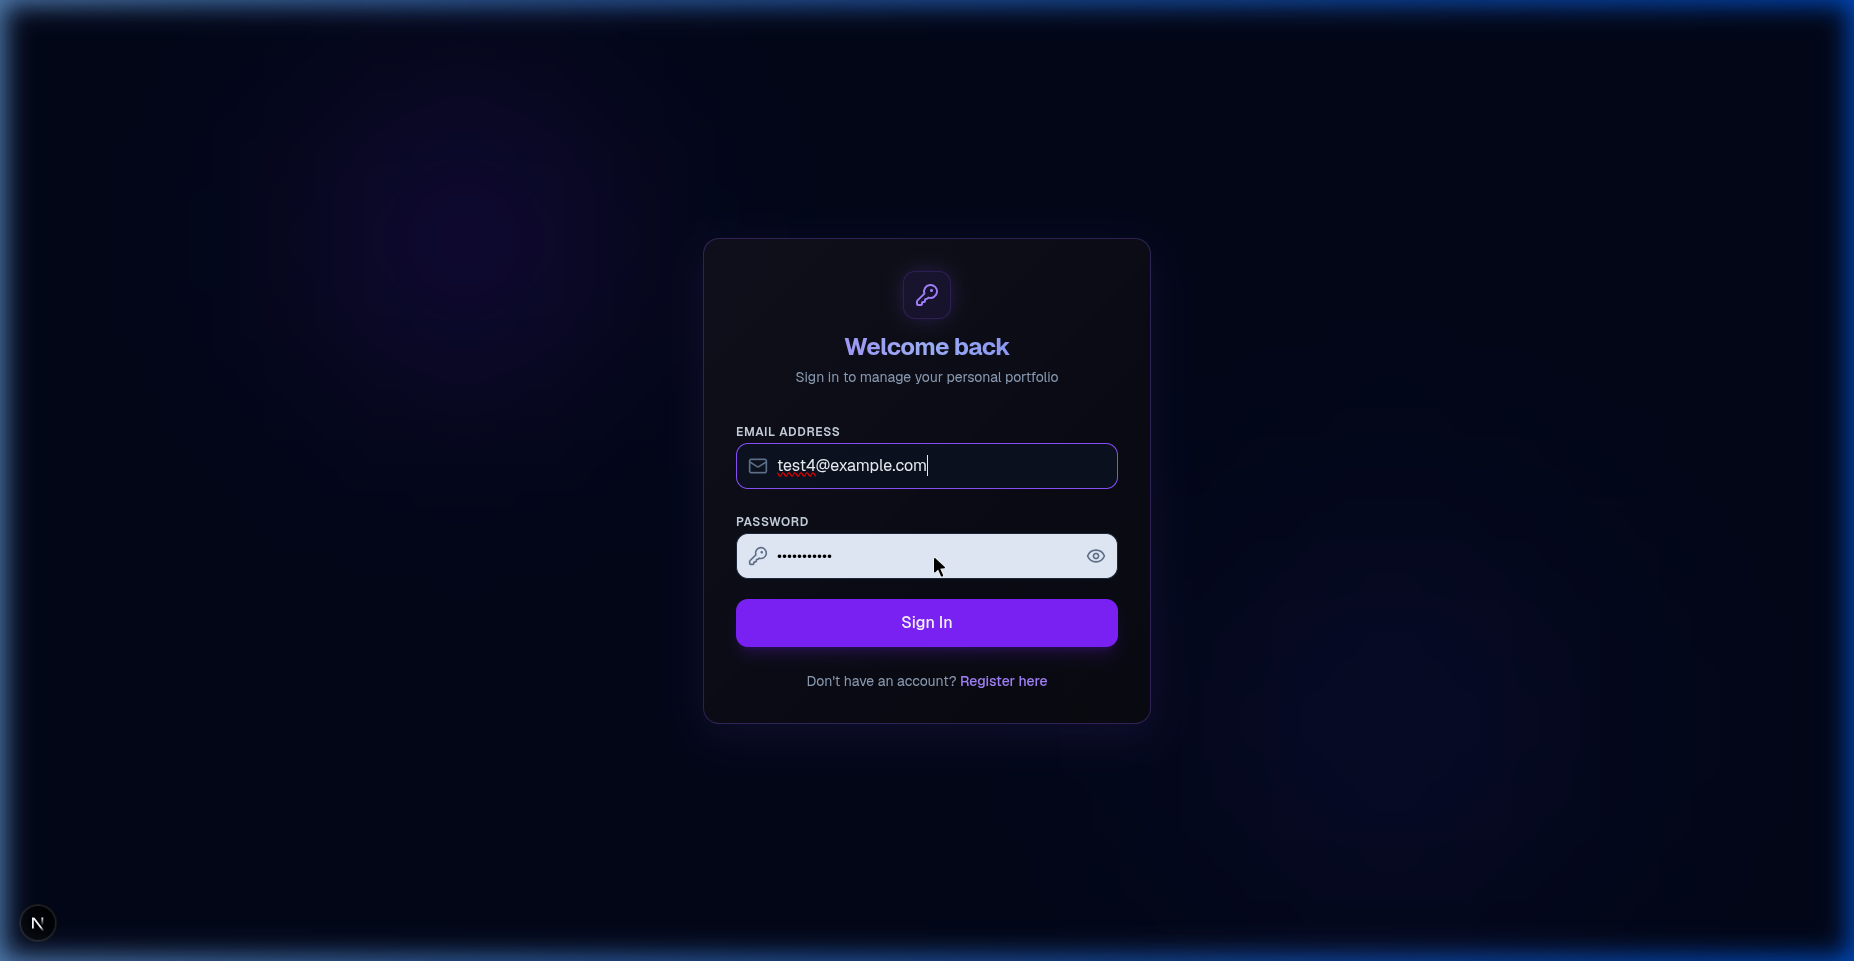 Welcome back
Sign in to manage your personal portfolio
EMAIL ADDRESS
test4@example.com
PASSWORD
•••••••••••
Sign In
Don't have an account? Register here
N